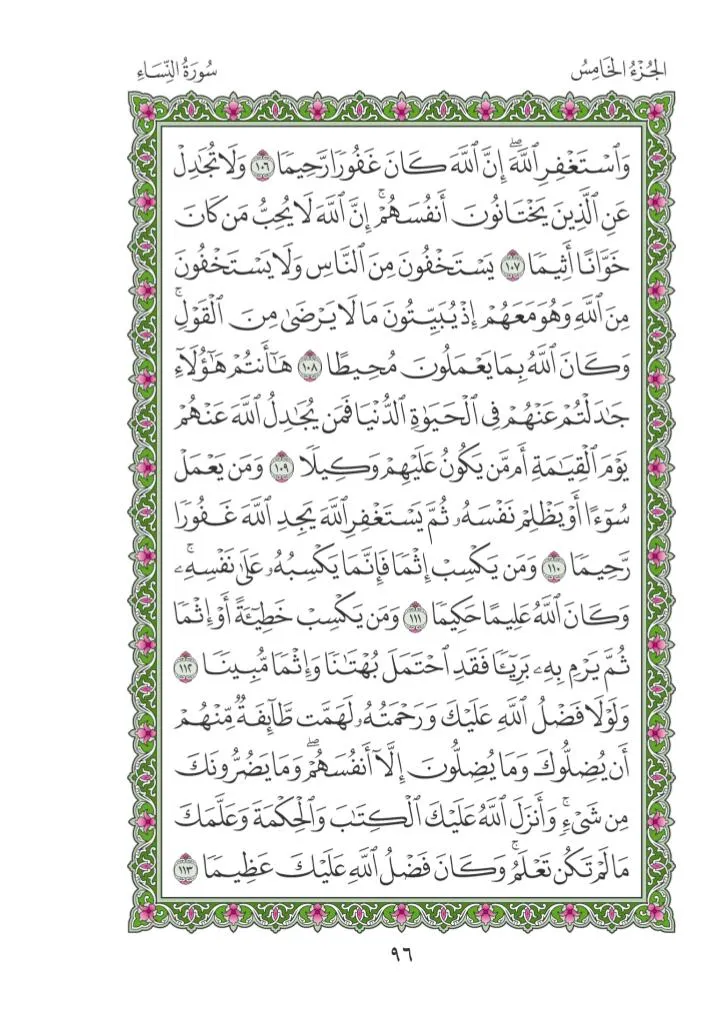 الجُزْءُ الخَامِسُ
سُورَةُ النِّسَاءِ
وَٱسْتَغْفِرِ ٱللَّهَۖ إِنَّ ٱللَّهَ كَانَ غَفُورٗا رَّحِيمٗا ١٠٦ وَلَا تُجَٰدِلۡ
عَنِ ٱلَّذِينَ يَخۡتَانُونَ أَنفُسَهُمۡۚ إِنَّ ٱللَّهَ لَا يُحِبُّ مَن كَانَ
خَوَّانًا أَثِيمٗا ١٠٧ يَسۡتَخۡفُونَ مِنَ ٱلنَّاسِ وَلَا يَسۡتَخۡفُونَ
مِنَ ٱللَّهِ وَهُوَ مَعَهُمۡ إِذۡ يُبَيِّتُونَ مَا لَا يَرۡضَىٰ مِنَ ٱلۡقَوۡلِۚ
وَكَانَ ٱللَّهُ بِمَا يَعۡمَلُونَ مُحِيطًا ١٠٨ هَٰٓأَنتُمۡ هَٰٓؤُلَآءِ
جَٰدَلۡتُمۡ عَنۡهُمۡ فِي ٱلۡحَيَوٰةِ ٱلدُّنۡيَا فَمَن يُجَٰدِلُ ٱللَّهَ عَنۡهُمۡ
يَوۡمَ ٱلۡقِيَٰمَةِ أَم مَّن يَكُونُ عَلَيۡهِمۡ وَكِيلٗا ١٠٩ وَمَن يَعۡمَلۡ
سُوٓءًا أَوۡ يَظۡلِمۡ نَفۡسَهُۥ ثُمَّ يَسۡتَغۡفِرِ ٱللَّهَ يَجِدِ ٱللَّهَ غَفُورٗا
رَّحِيمٗا ١١٠ وَمَن يَكۡسِبۡ إِثۡمٗا فَإِنَّمَا يَكۡسِبُهُۥ عَلَىٰ نَفۡسِهِۦۚ
وَكَانَ ٱللَّهُ عَلِيمًا حَكِيمٗا ١١١ وَمَن يَكۡسِبۡ خَطِيٓـَٔةً أَوۡ إِثۡمٗا
ثُمَّ يَرۡمِ بِهِۦ بَرِيٓـٔٗا فَقَدِ ٱحۡتَمَلَ بُهۡتَٰنٗا وَإِثۡمٗا مُّبِينٗا ١١٢
وَلَوۡلَا فَضۡلُ ٱللَّهِ عَلَيۡكَ وَرَحۡمَتُهُۥ لَهَمَّت طَّآئِفَةٞ مِّنۡهُمۡ
أَن يُضِلُّوكَ وَمَا يُضِلُّونَ إِلَّآ أَنفُسَهُمۡۖ وَمَا يَضُرُّونَكَ
مِن شَيۡءٖۚ وَأَنزَلَ ٱللَّهُ عَلَيۡكَ ٱلۡكِتَٰبَ وَٱلۡحِكۡمَةَ وَعَلَّمَكَ
مَا لَمۡ تَكُن تَعۡلَمُۚ وَكَانَ فَضۡلُ ٱللَّهِ عَلَيۡكَ عَظِيمٗا ١١٣
٩٦